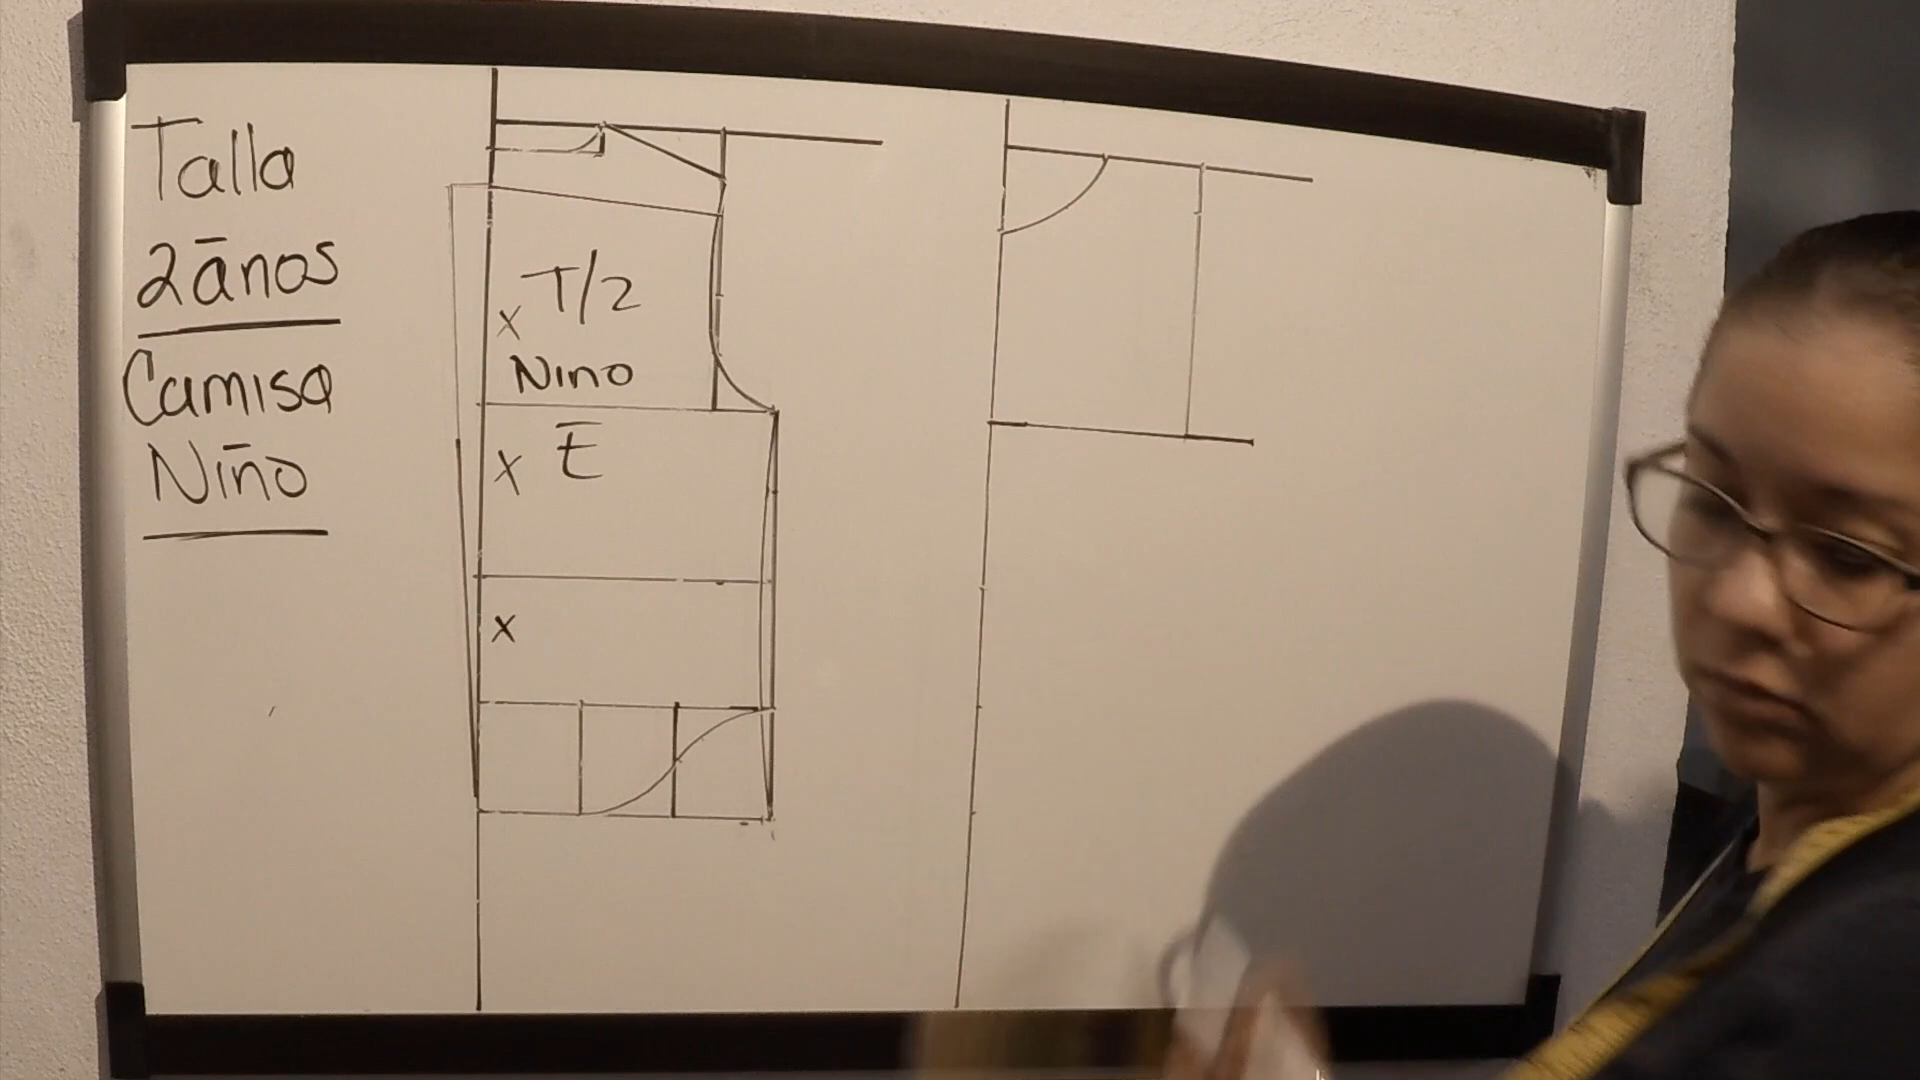 Talla
2 años
Camisa
Niño
x T/2
Nino
x E
x